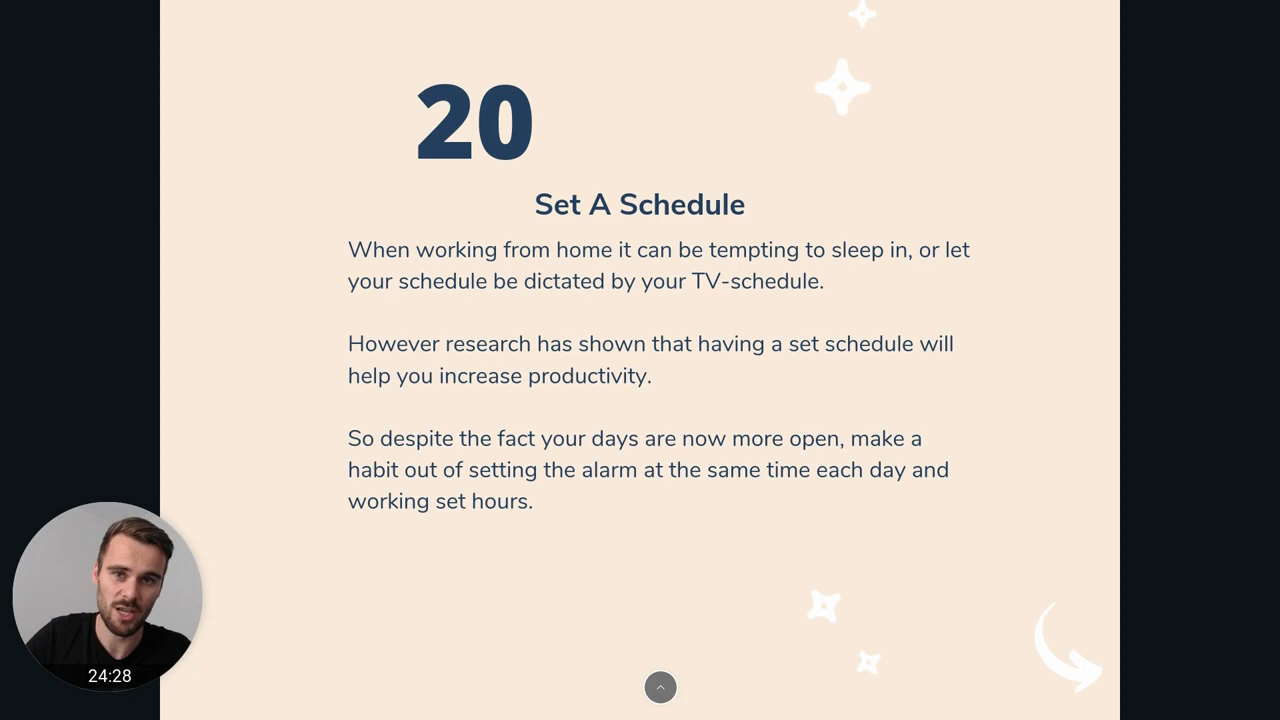 20
Set A Schedule
When working from home it can be tempting to sleep in, or let
your schedule be dictated by your TV-schedule.
However research has shown that having a set schedule will
help you increase productivity.
So despite the fact your days are now more open, make a
habit out of setting the alarm at the same time each day and
working set hours.
24:28